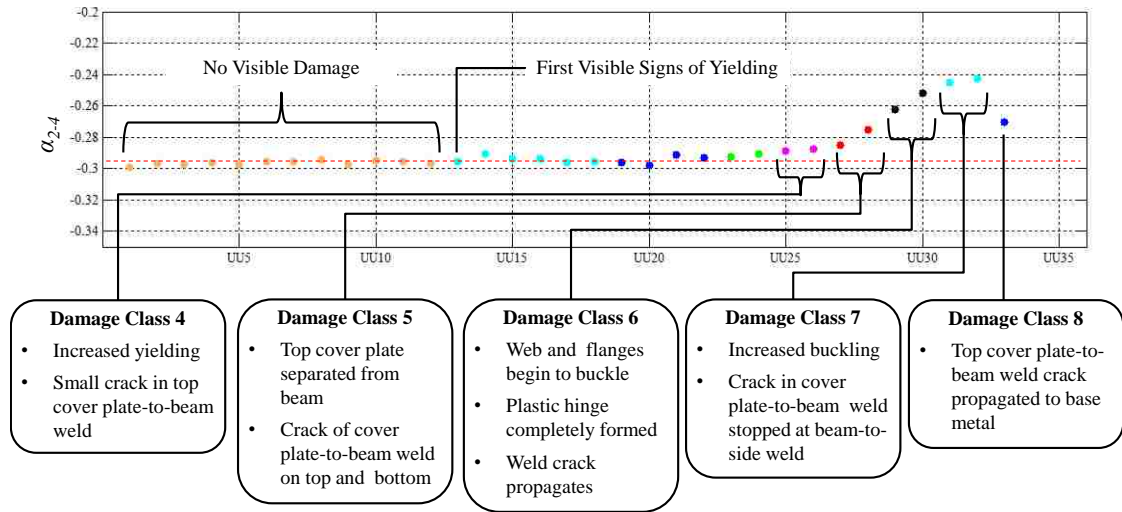 -0.2
-0.22
-0.24
-0.26
-0.28
-0.3
-0.32
-0.34
α2-4
No Visible Damage
First Visible Signs of Yielding
UU5 UU10 UU15 UU20 UU25 UU30 UU35
Damage Class 4
• Increased yielding
• Small crack in top
cover plate-to-beam
weld
Damage Class 5
• Top cover plate
separated from
beam
• Crack of cover
plate-to-beam weld
on top and bottom
Damage Class 6
• Web and flanges
begin to buckle
• Plastic hinge
completely formed
• Weld crack
propagates
Damage Class 7
• Increased buckling
• Crack in cover
plate-to-beam weld
stopped at beam-to-
side weld
Damage Class 8
• Top cover plate-to-
beam weld crack
propagated to base
metal